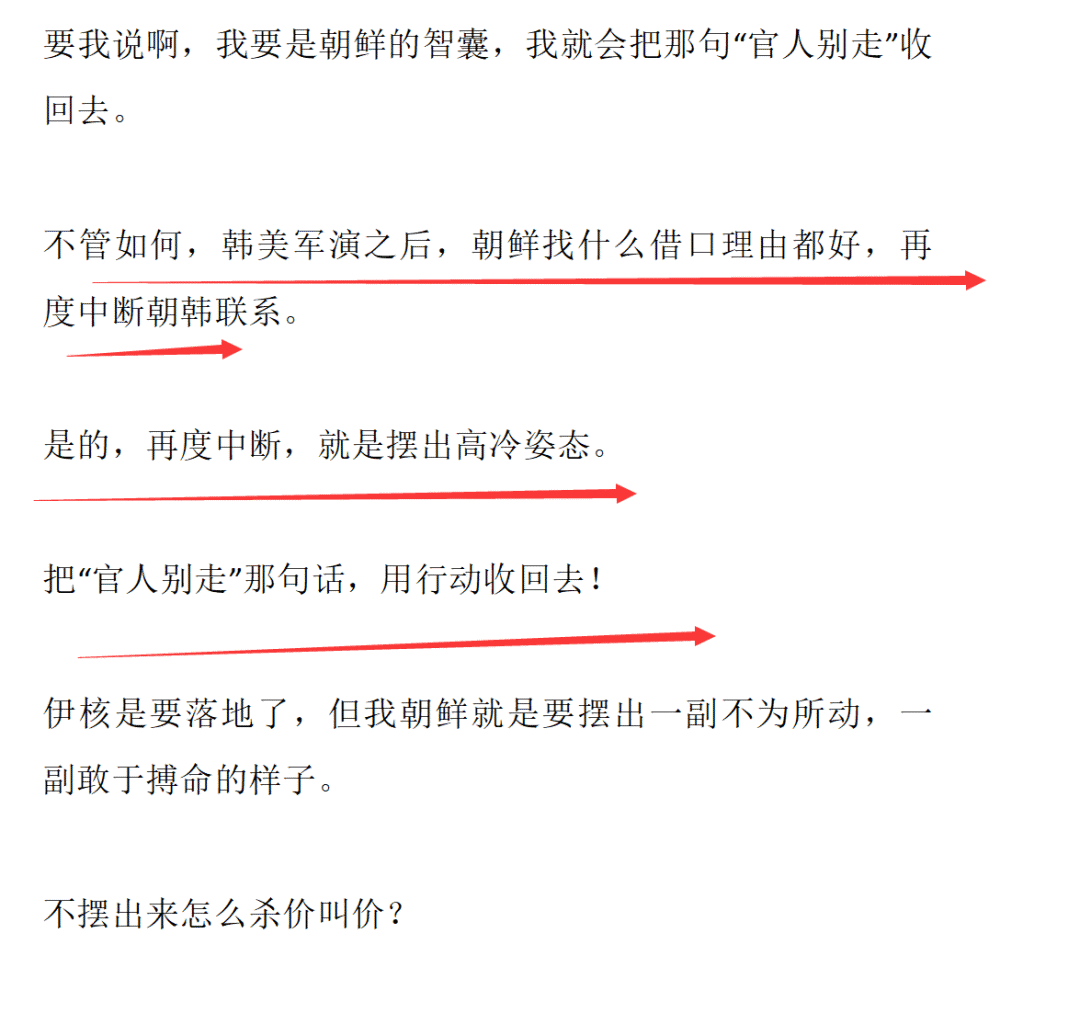 要我说啊，我要是朝鲜的智囊，我就会把那句“官人别走”收
回去。
不管如何，韩美军演之后，朝鲜找什么借口理由都好，再
度中断朝韩联系。
是的，再度中断，就是摆出高冷姿态。
把“官人别走”那句话，用行动收回去！
伊核是要落地了，但我朝鲜就是要摆出一副不为所动，一
副敢于搏命的样子。
不摆出来怎么杀价叫价？